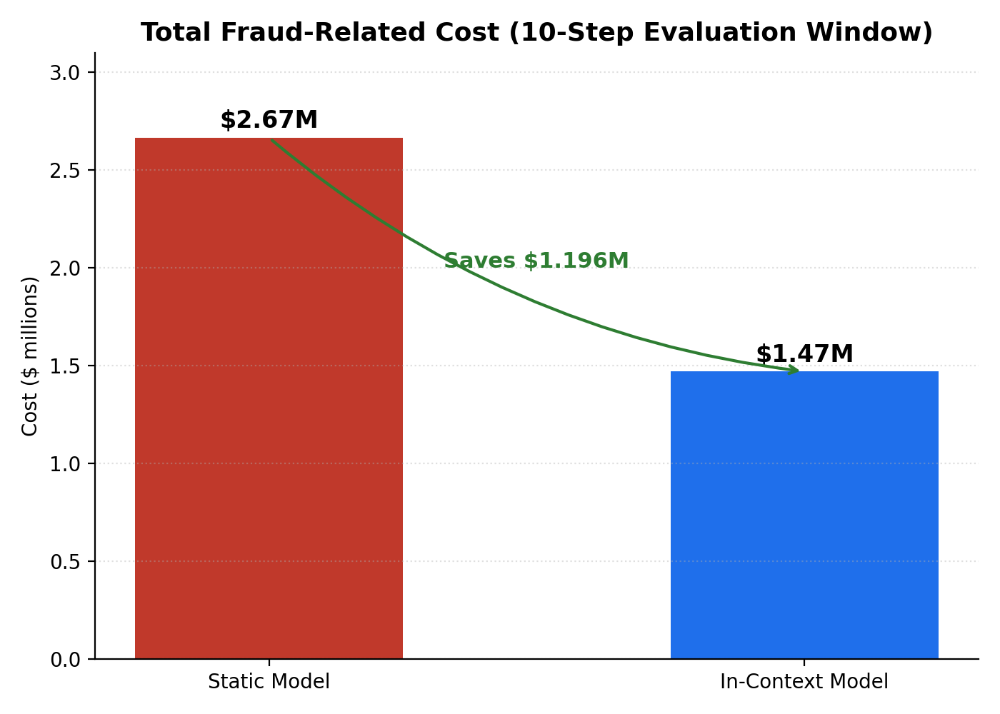 Total Fraud-Related Cost (10-Step Evaluation Window)
Cost ($ millions)
3.0
2.5
2.0
1.5
1.0
0.5
0.0
$2.67M
Saves $1.196M
$1.47M
Static Model
In-Context Model